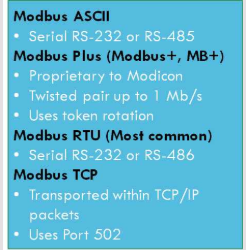 Modbus ASCII
• Serial RS-232 or RS-485
Modbus Plus (Modbus+, MB+)
• Proprietary to Modicon
• Twisted pair up to 1 Mb/s
• Uses token rotation
Modbus RTU (Most common)
• Serial RS-232 or RS-486
Modbus TCP
• Transported within TCP/IP
packets
• Uses Port 502